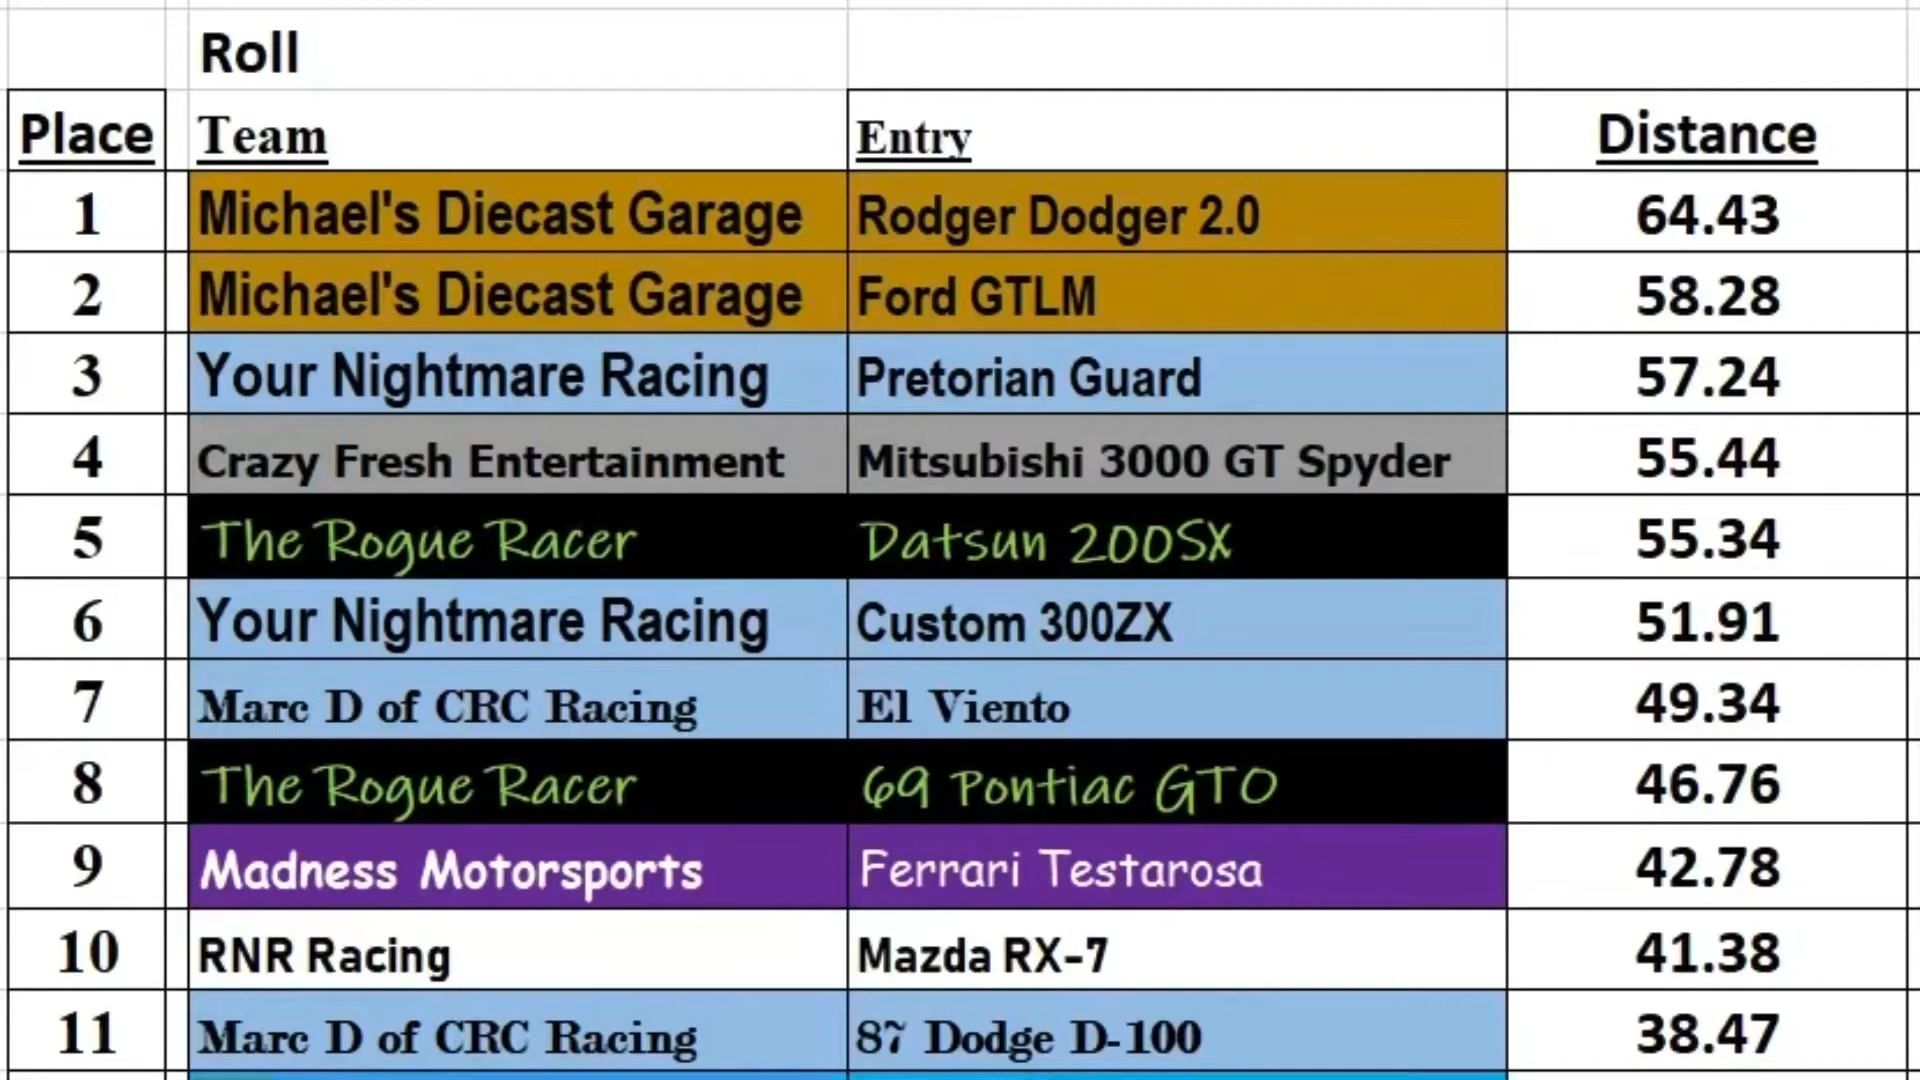 Roll
Place Team Entry Distance
1 Michael's Diecast Garage Rodger Dodger 2.0 64.43
2 Michael's Diecast Garage Ford GTLM 58.28
3 Your Nightmare Racing Pretorian Guard 57.24
4 Crazy Fresh Entertainment Mitsubishi 3000 GT Spyder 55.44
5 The Rogue Racer Datsun 200SX 55.34
6 Your Nightmare Racing Custom 300ZX 51.91
7 Marc D of CRC Racing El Viento 49.34
8 The Rogue Racer 69 Pontiac GTO 46.76
9 Madness Motorsports Ferrari Testarosa 42.78
10 RNR Racing Mazda RX-7 41.38
11 Marc D of CRC Racing 87 Dodge D-100 38.47